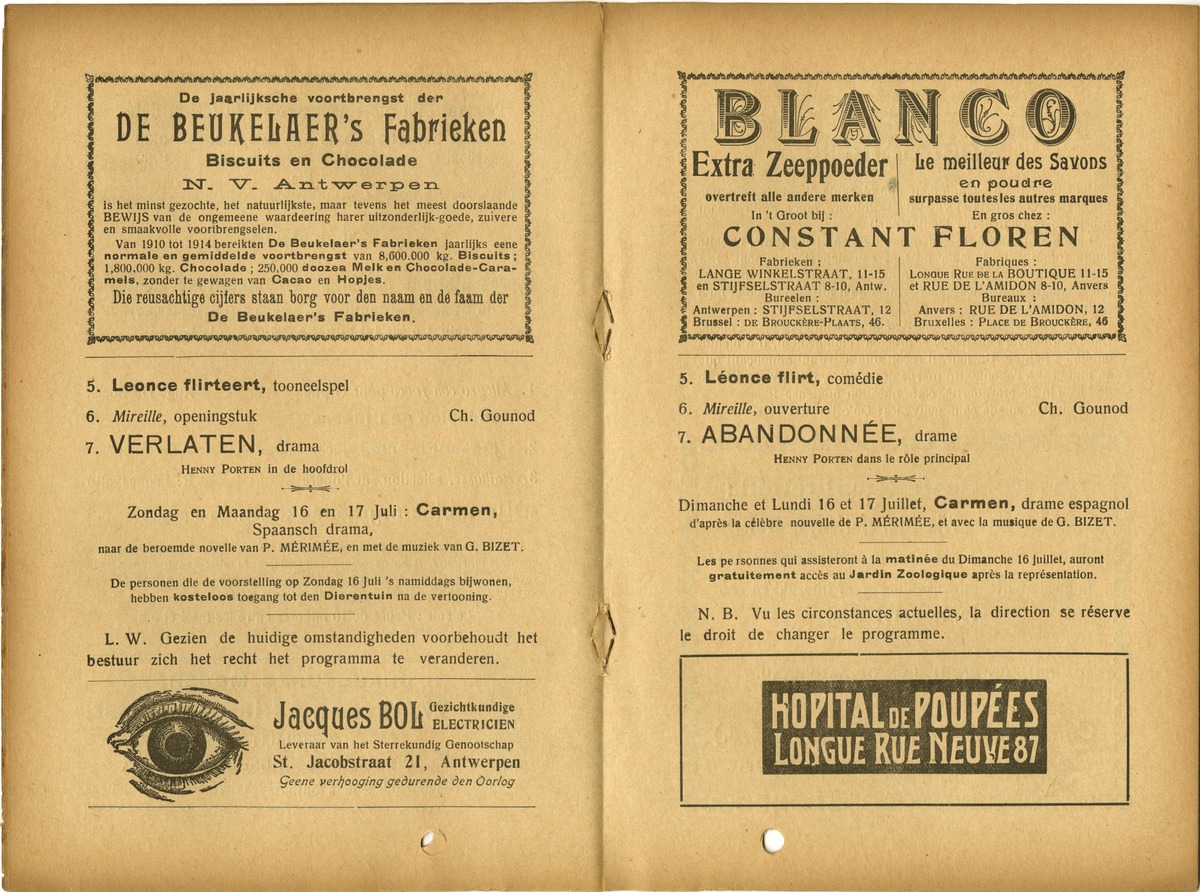 De jaarlijksche voortbrengst der
DE BEUKELAER's Fabrieken
Biscuits en Chocolade
N. V. Antwerpen
is het minst gezochte, het natuurlijkste, maar tevens het meest doorslaande
BEWIJS van de ongemeene waardeering harer uitzonderlijk-goede, zuivere
en smaakvolle voortbrengselen.
Van 1910 tot 1914 bereikten De Beukelaer's Fabrieken jaarlijks eene
normale en gemiddelde voortbrengst van 8,600.000 kg. Biscuits ;
1,800,000 kg. Chocolade ; 250,000 doozea Melk en Chocolade-Cara-
mels, zonder te gewagen van Cacao en Hopjes.
Die reusachtige cijfers staan borg voor den naam en de faam der
De Beukelaer's Fabrieken.
5. Leonce flirteert, tooneelspel
6. Mireille, openingstuk Ch. Gounod
7. VERLATEN, drama
HENNY PORTEN in de hoofdrol
Zondag en Maandag 16 en 17 Juli : Carmen,
Spaansch drama,
naar de beroemde novelle van P. MÉRIMÉE, en met de muziek van G. BIZET.
De personen die de voorstelling op Zondag 16 Juli 's namiddags bijwonen,
hebben kosteloos toegang tot den Dierentuin na de vertooning.
L. W. Gezien de huidige omstandigheden voorbehoudt het
bestuur zich het recht het programma te veranderen.
Jacques BOL Gezichtkundige
ELECTRICIEN
Leveraar van het Sterrekundig Genootschap
St. Jacobstraat 21, Antwerpen
Geene verhooging gedurende den Oorlog
BLANCO
Extra Zeeppoeder
overtreft alle andere merken
In 't Groot bij :
Le meilleur des Savons
en poudre
surpasse toutes les autres marques
En gros chez :
CONSTANT FLOREN
Fabrieken :
LANGE WINKELSTRAAT, 11-15
en STIJFSELSTRAAT 8-10, Antw.
Bureelen :
Antwerpen : STIJFSELSTRAAT, 12
Brussel : DE BROUCKÈRE-PLAATS, 46.
Fabriques :
LONGUE RUE DE LA BOUTIQUE 11-15
et RUE DE L'AMIDON 8-10, Anvers
Bureaux :
Anvers : RUE DE L'AMIDON, 12
Bruxelles : PLACE DE BROUCKÈRE, 46
5. Léonce flirt, comédie
6. Mireille, ouverture Ch. Gounod
7. ABANDONNÉE, drame
HENNY PORTEN dans le rôle principal
Dimanche et Lundi 16 et 17 Juillet, Carmen, drame espagnol
d'après la célèbre nouvelle de P. MÉRIMÉE, et avec la musique de G. BIZET.
Les pe rsonnes qui assisteront à la matinée du Dimanche 16 Juillet, auront
gratuitement accès au Jardin Zoologique après la représentation.
N. B. Vu les circonstances actuelles, la direction se réserve
le droit de changer le programme.
HOPITAL DE POUPÉES
LONGUE RUE NEUVE 87